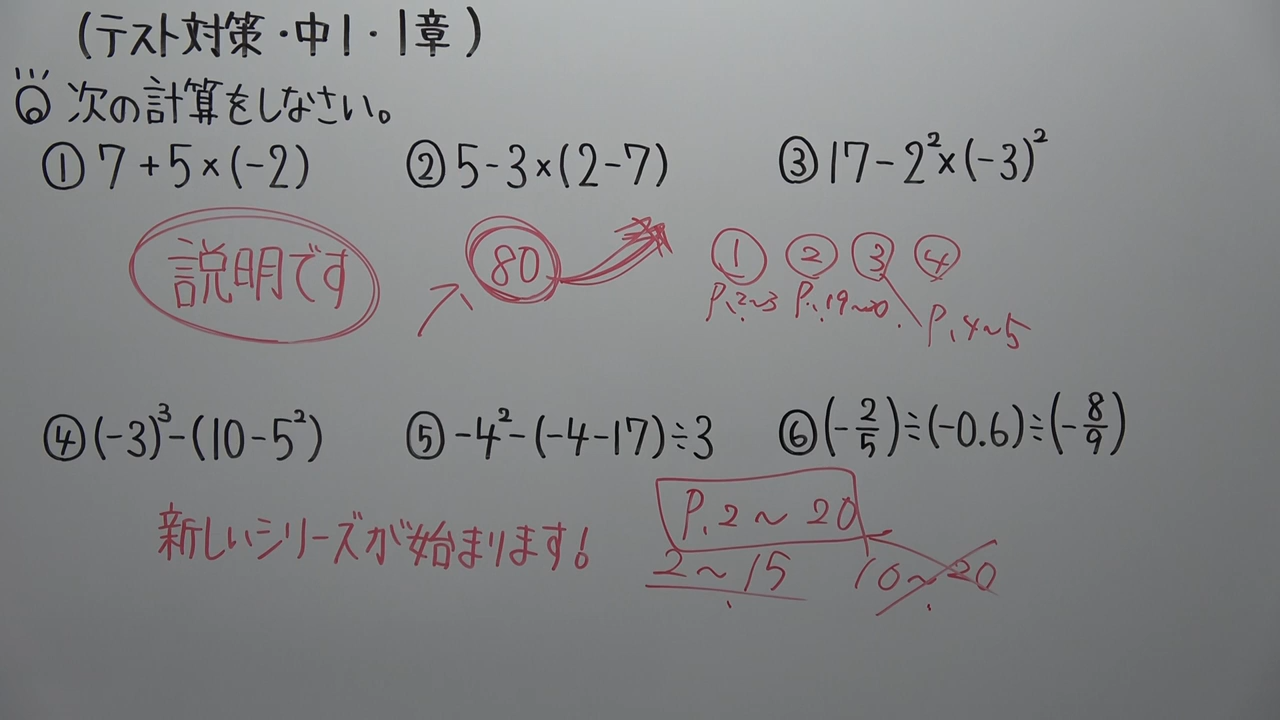 (テスト対策・中1・1章)
◎次の計算をしなさい。
① 7+5×(-2) ② 5-3×(2-7) ③ 17-2²×(-3)²
説明です 80 ① ② ③ ④
P.2~3 P.19~20 P.4~5
④ (-3)³-(10-5²) ⑤ -4²-(-4-17)÷3 ⑥ (-2/5)÷(-0.6)÷(-8/9)
新しいシリーズが始まります!
P.2~20
2~15 10~20